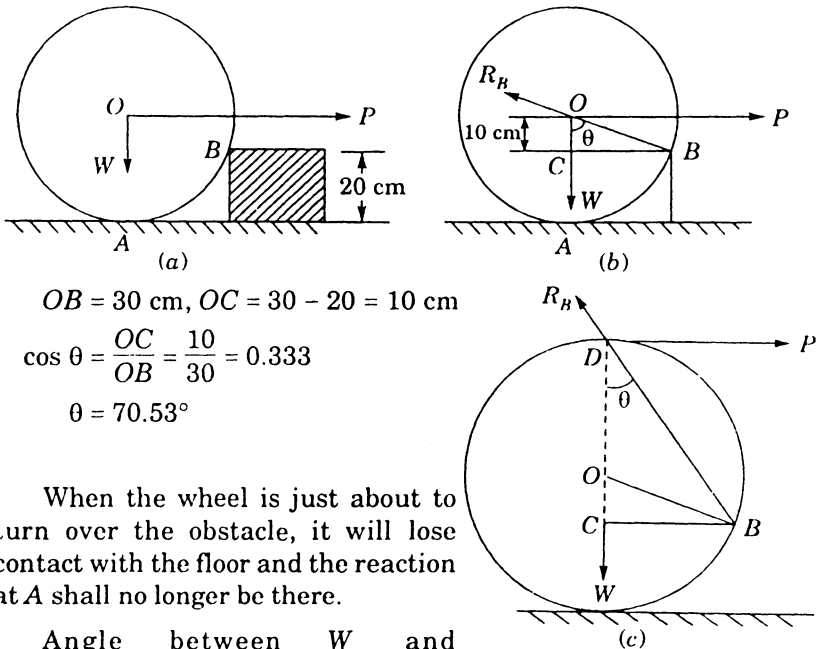 O
P
W
B
20 cm
A
(a)
R_B
O
P
10 cm
θ
C
B
W
A
(b)
OB = 30 cm, OC = 30 – 20 = 10 cm
cos θ = OC/OB = 10/30 = 0.333
θ = 70.53°
When the wheel is just about to
turn over the obstacle, it will lose
contact with the floor and the reaction
at A shall no longer be there.
Angle between W and
R_B
D
P
θ
O
C
B
W
(c)